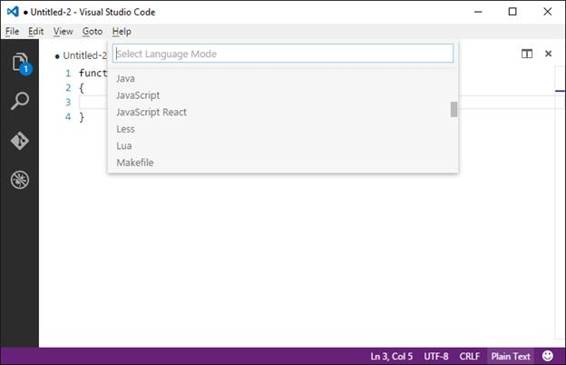 ● Untitled-2 - Visual Studio Code
File Edit View Goto Help
Select Language Mode
● Untitled-2
1
1 funct
2 {
3
4 }
Java
JavaScript
JavaScript React
Less
Lua
Makefile
Ln 3, Col 5 UTF-8 CRLF Plain Text